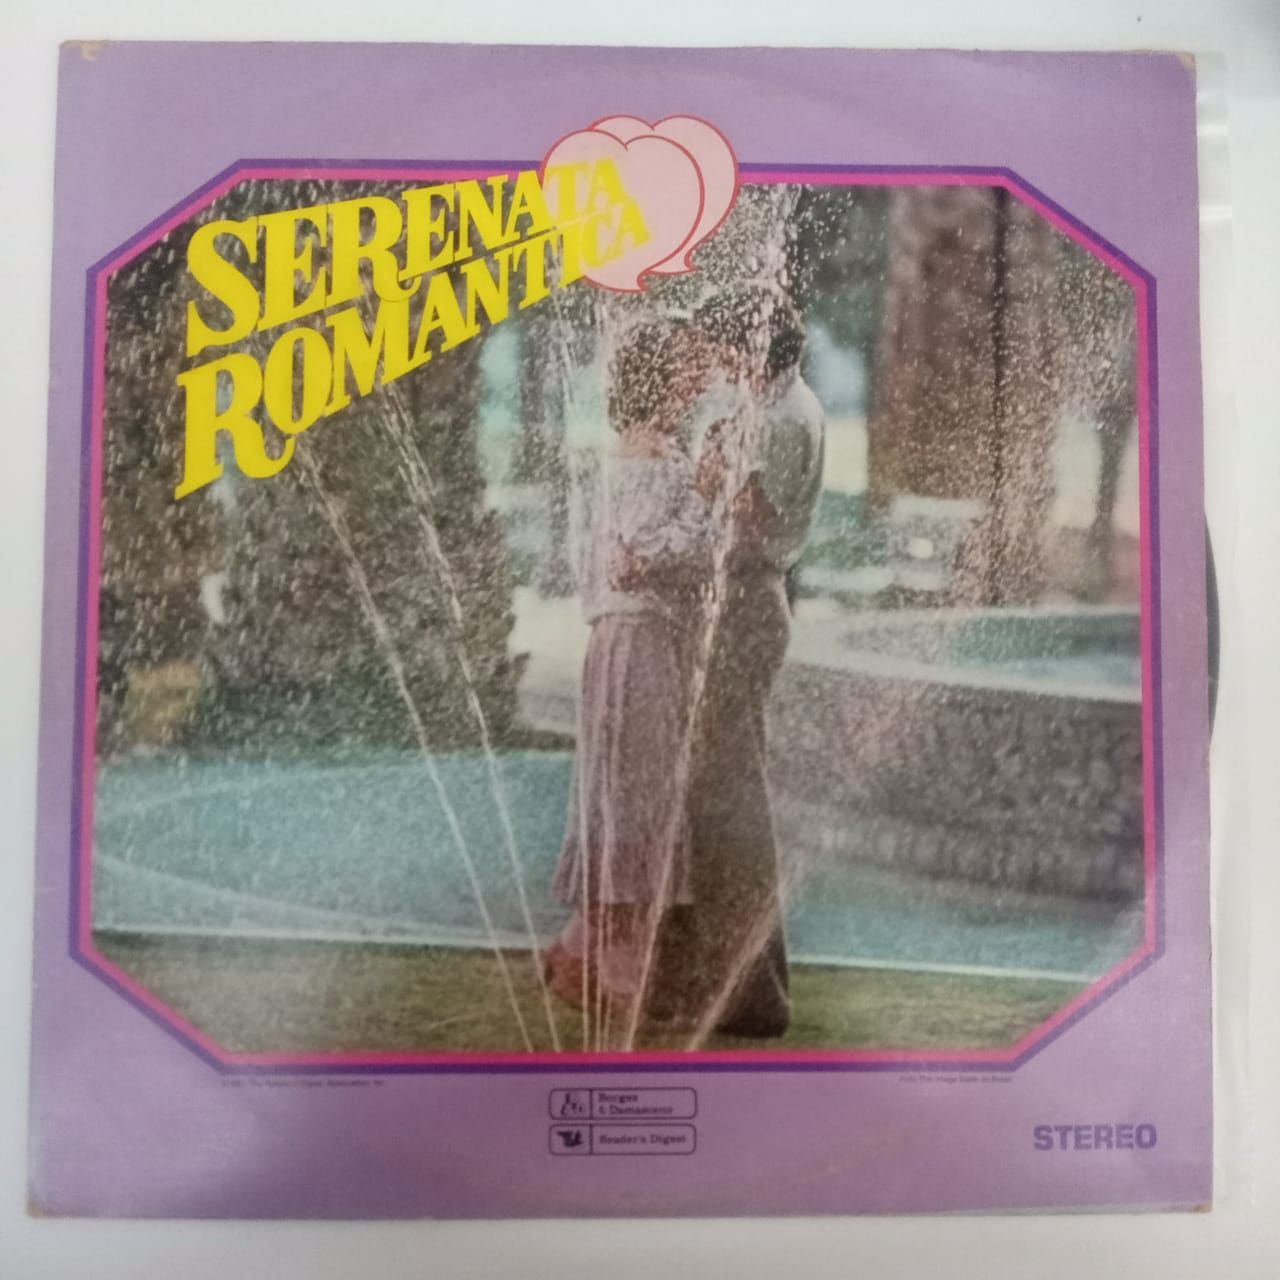 SERENATA
ROMANTICA
Borges
& Damasceno
Reader's Digest
STEREO